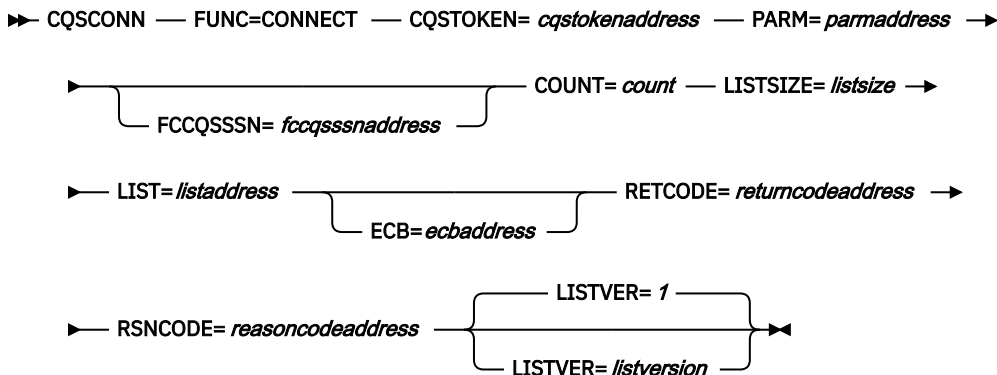 CQSCONN FUNC=CONNECT CQSTOKEN= cqstokenaddress PARM= parmaddress
COUNT= count LISTSIZE= listsize
FCCQSSSN= fccqsssnaddress
LIST= listaddress RETCODE= returncodeaddress
ECB= ecbaddress
LISTVER= 1
RSNCODE= reasoncodeaddress
LISTVER= listversion